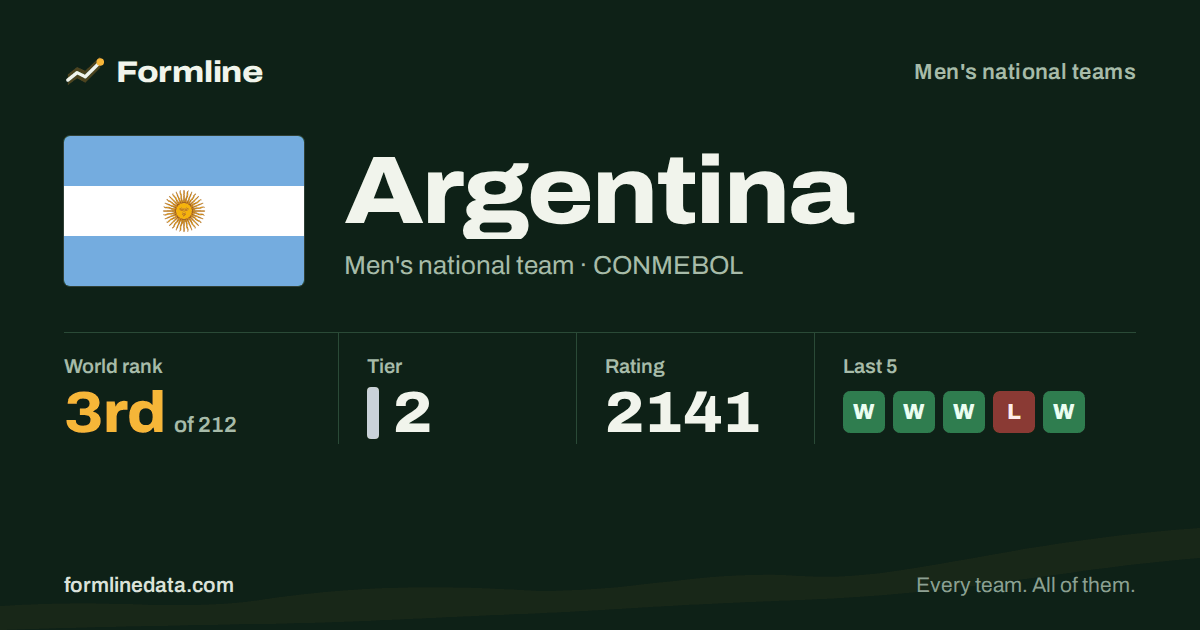 Formline
Men's national teams
Argentina
Men's national team · CONMEBOL
World rank
3rd of 212
Tier
2
Rating
2141
Last 5
W W W L W
formlinedata.com
Every team. All of them.